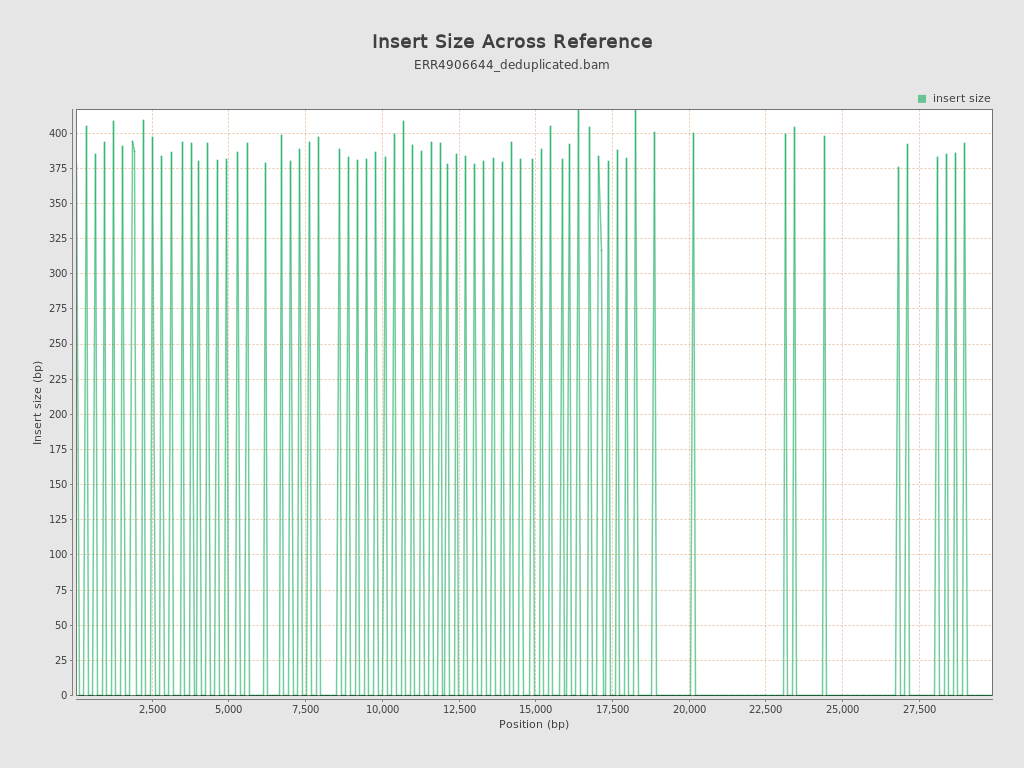 Insert Size Across Reference
ERR4906644_deduplicated.bam
insert size
400
375
350
325
300
275
250
225
200
175
150
125
100
75
50
25
0
Insert size (bp)
2,500 5,000 7,500 10,000 12,500 15,000 17,500 20,000 22,500 25,000 27,500
Position (bp)